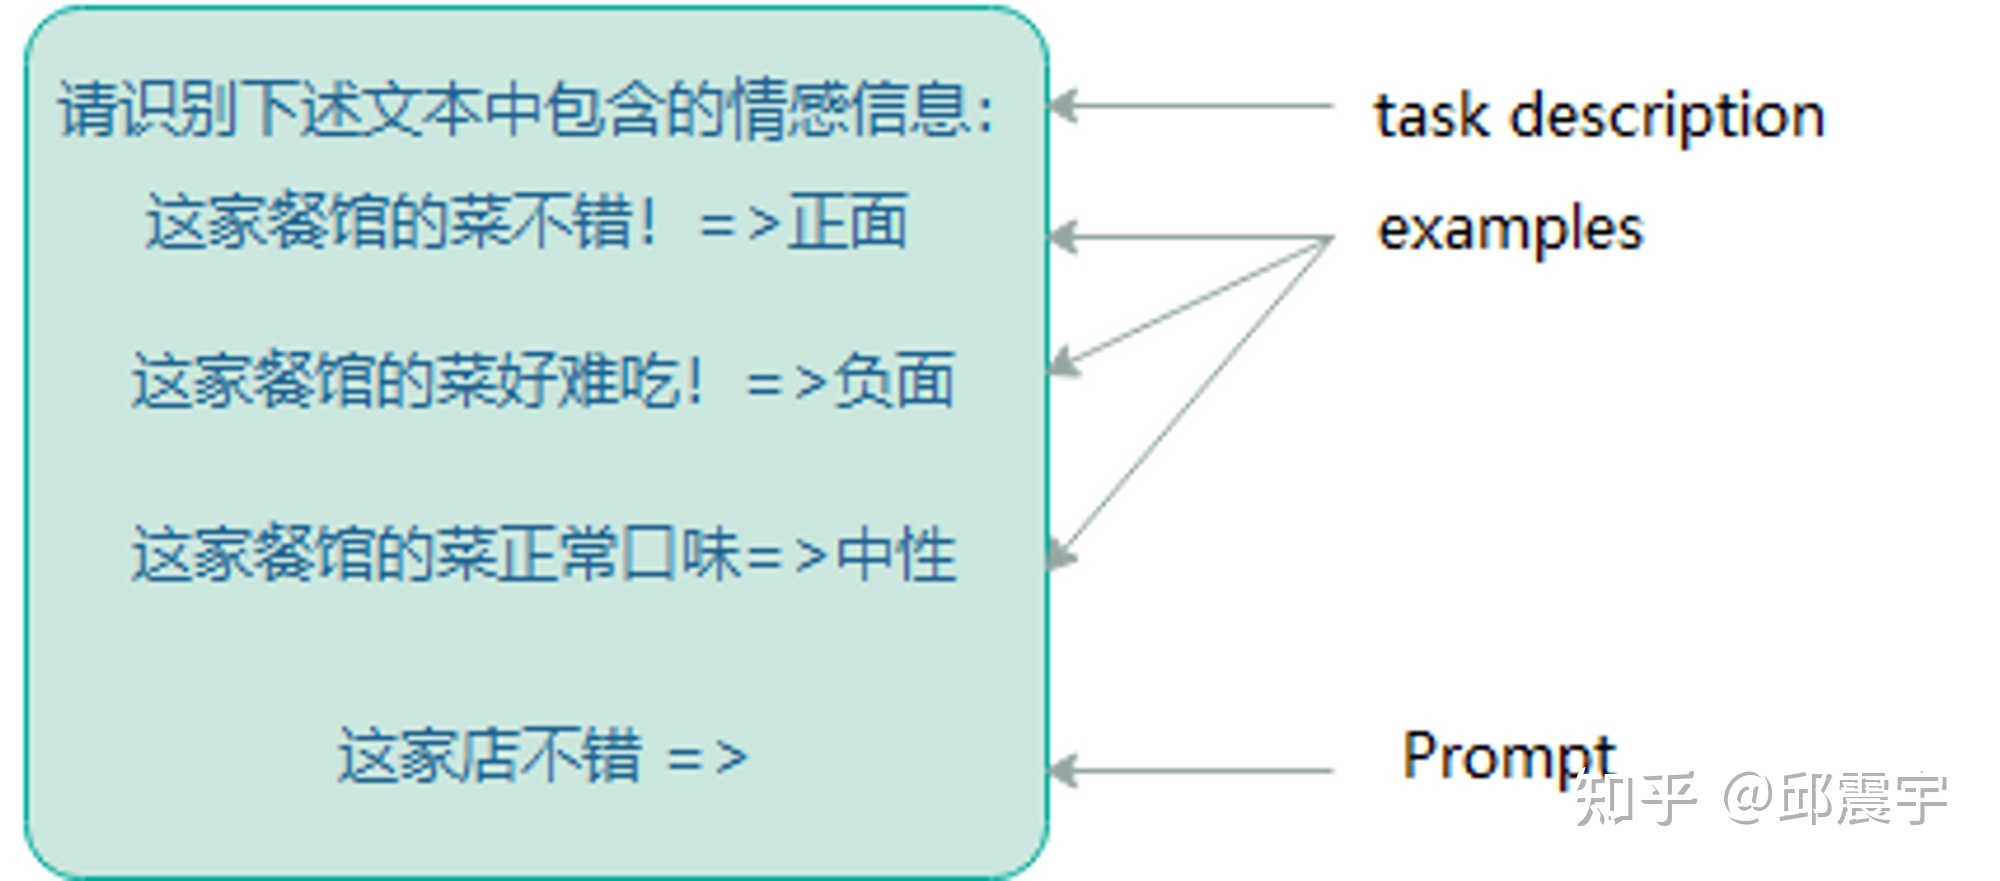 请识别下述文本中包含的情感信息：
task description
这家餐馆的菜不错！=>正面
examples
这家餐馆的菜好难吃！=>负面
这家餐馆的菜正常口味=>中性
这家店不错 =>
Prompt
知乎 @邱震宇